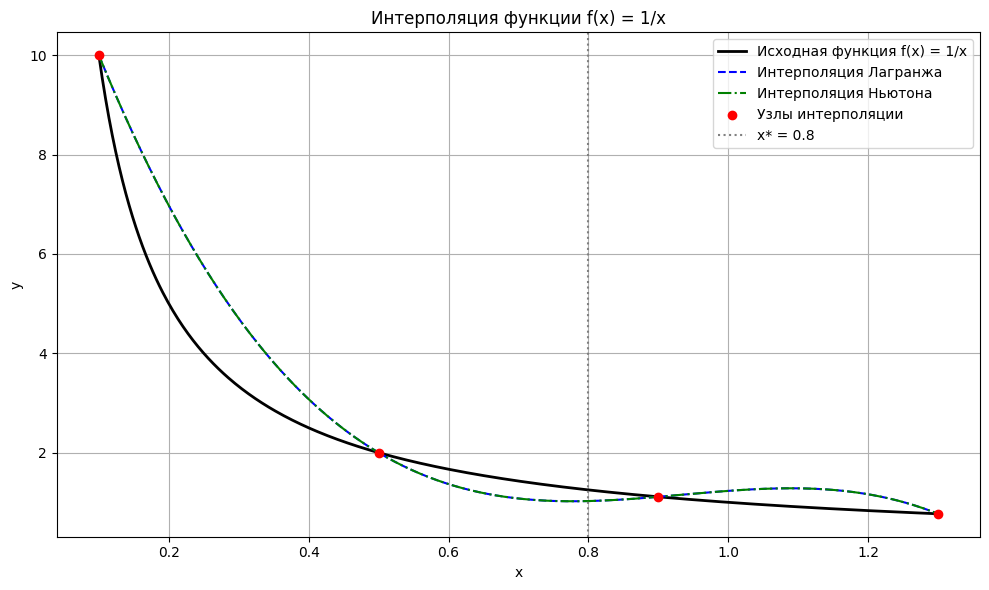 Интерполяция функции f(x) = 1/x
Исходная функция f(x) = 1/x
Интерполяция Лагранжа
Интерполяция Ньютона
Узлы интерполяции
x* = 0.8
10
8
6
4
2
y
0.2 0.4 0.6 0.8 1.0 1.2
x